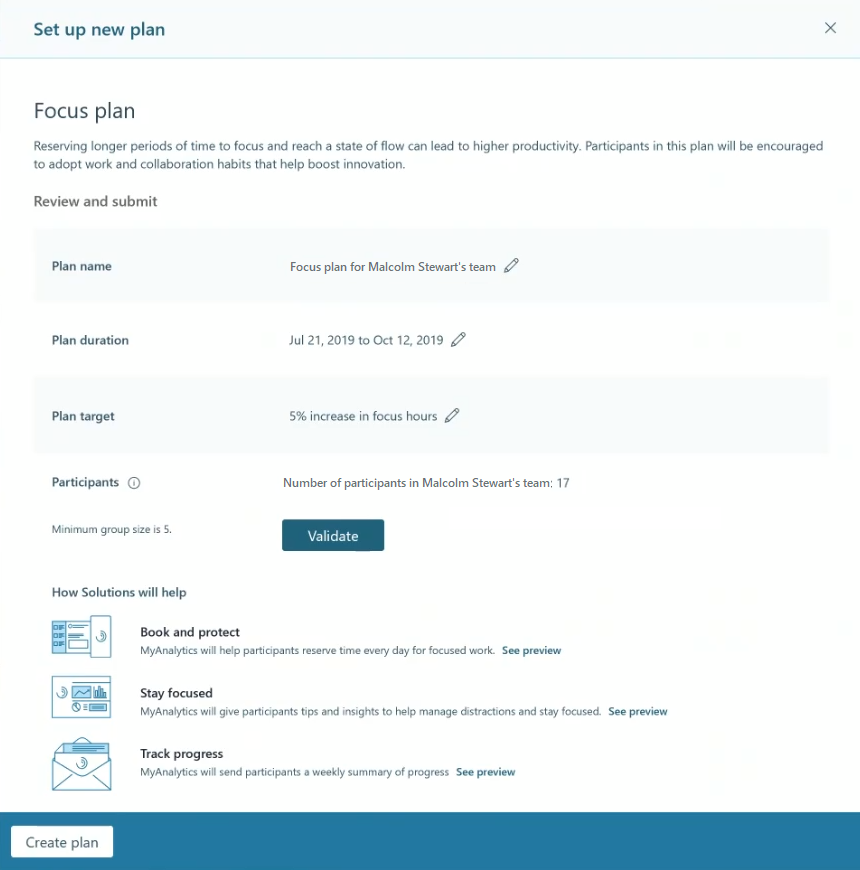 Set up new plan
Focus plan
Reserving longer periods of time to focus and reach a state of flow can lead to higher productivity. Participants in this plan will be encouraged
to adopt work and collaboration habits that help boost innovation.
Review and submit
Plan name
Focus plan for Malcolm Stewart's team
Plan duration
Jul 21, 2019 to Oct 12, 2019
Plan target
5% increase in focus hours
Participants
Number of participants in Malcolm Stewart's team: 17
Minimum group size is 5.
Validate
How Solutions will help
Book and protect
MyAnalytics will help participants reserve time every day for focused work. See preview
Stay focused
MyAnalytics will give participants tips and insights to help manage distractions and stay focused. See preview
Track progress
MyAnalytics will send participants a weekly summary of progress See preview
Create plan